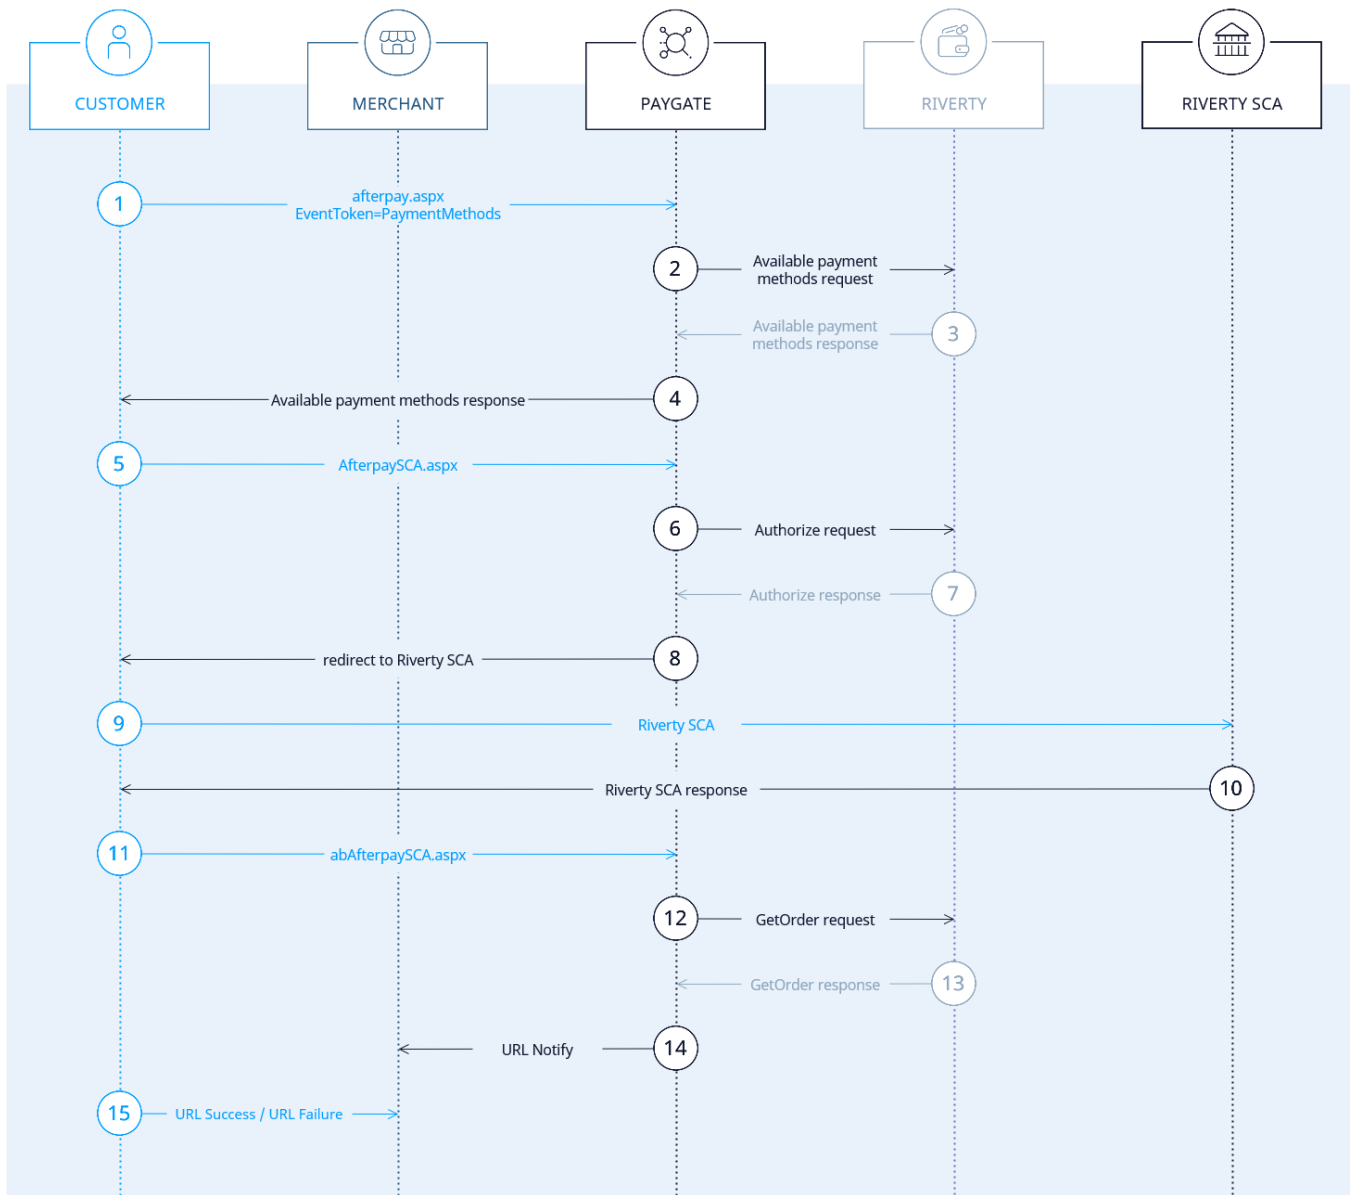 CUSTOMER
MERCHANT
PAYGATE
RIVERTY
RIVERTY SCA
1
afterpay.aspx
EventToken=PaymentMethods
2
Available payment
methods request
Available payment
methods response
3
Available payment methods response
4
5
AfterpaySCA.aspx
6
Authorize request
Authorize response
7
redirect to Riverty SCA
8
9
Riverty SCA
Riverty SCA response
10
11
abAfterpaySCA.aspx
12
GetOrder request
GetOrder response
13
URL Notify
14
15
URL Success / URL Failure